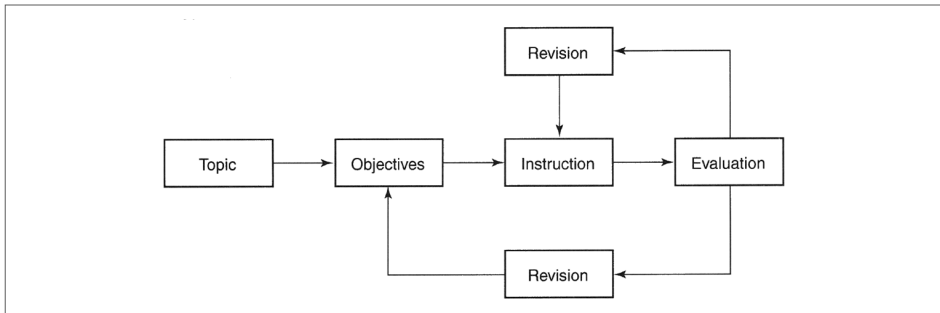 Revision
Topic
Objectives
Instruction
Evaluation
Revision